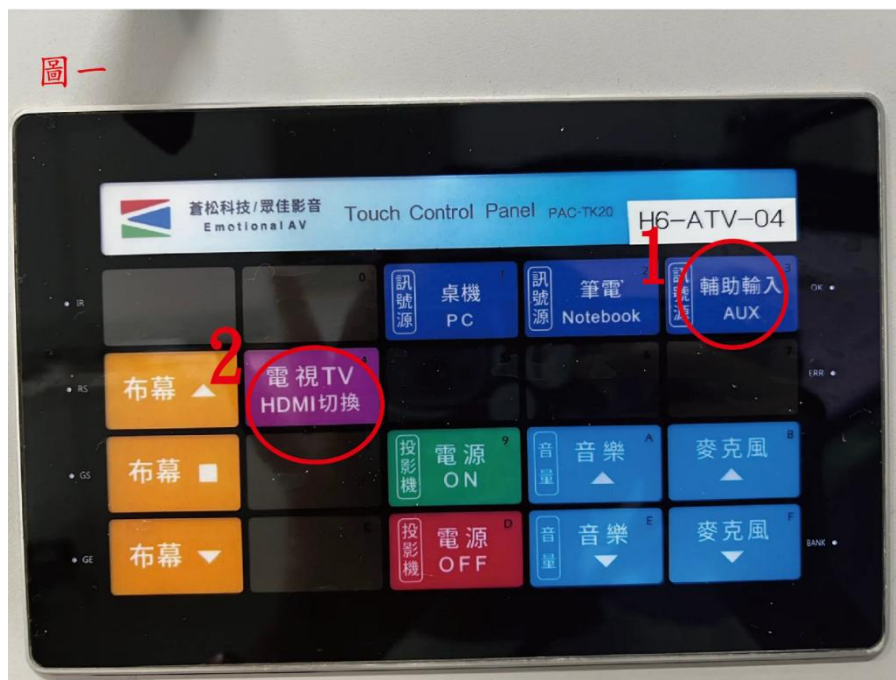 圖一
蒼松科技/眾佳影音
Emotional AV
Touch Control Panel PAC-TK20
H6-ATV-04
1
IR
0
訊號源 桌機 1
PC
訊號源 筆電 2
Notebook
訊號源 輔助輸入 3
AUX
OK
2
RS
布幕 ▲
電視TV 4
HDMI切換
5
6
7
ERR
GS
布幕 ■
投影機 電源 9
ON
音量 音樂 A
▲
麥克風 B
▲
GE
布幕 ▼
C
投影機 電源 D
OFF
音量 音樂 E
▼
麥克風 F
▼
BANK